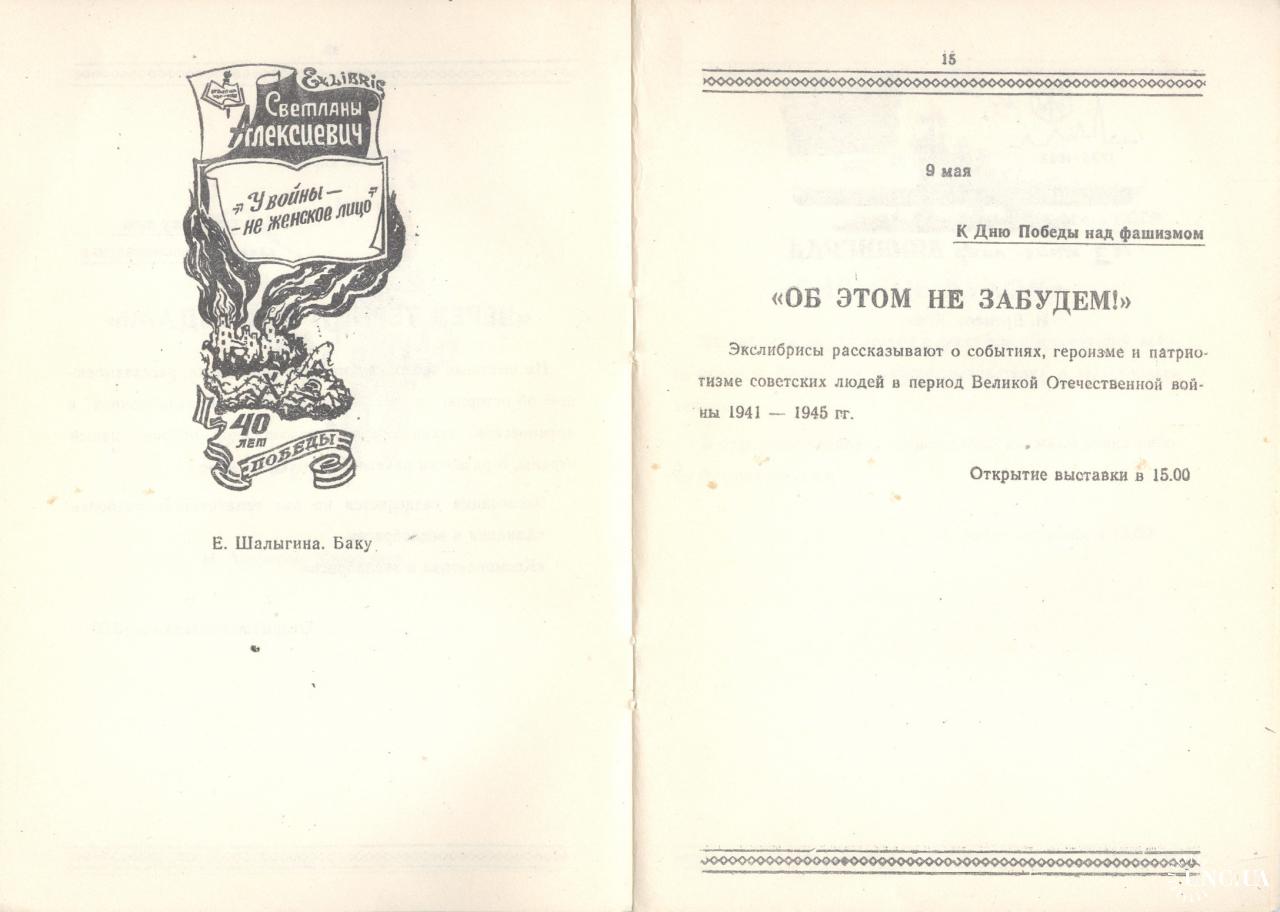 Ex LiBRiS
Светланы
Алексиевич
„У войны —
— не женское лицо”
40
лет
ПОБЕДЫ
Е. Шалыгина. Баку
15
9 мая
К Дню Победы над фашизмом
«ОБ ЭТОМ НЕ ЗАБУДЕМ!»
Экслибрисы рассказывают о событиях, героизме и патрио-
тизме советских людей в период Великой Отечественной вой-
ны 1941 — 1945 гг.
Открытие выставки в 15.00
UNC.UA